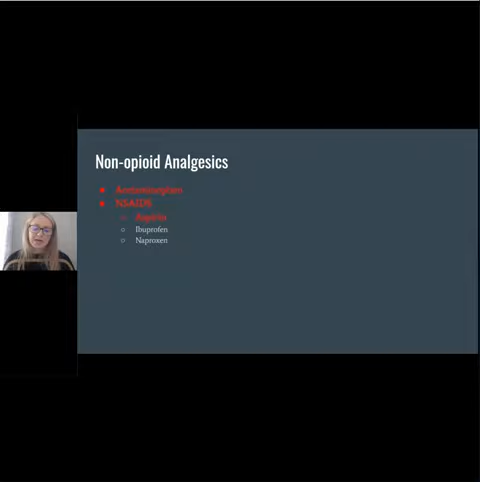 Non-opioid Analgesics
Acetaminophen
NSAIDS
Aspirin
Ibuprofen
Naproxen